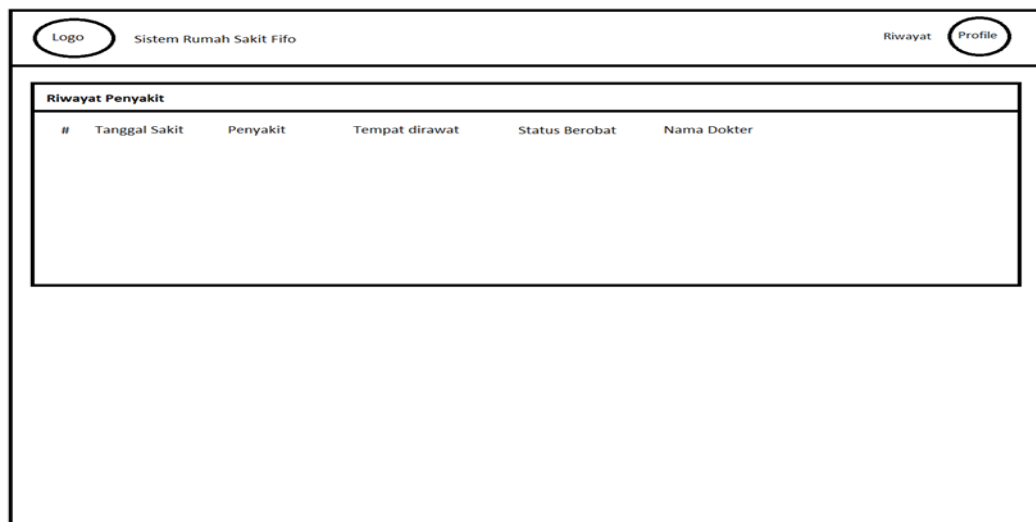 Logo Sistem Rumah Sakit Fifo Riwayat Profile
Riwayat Penyakit
# Tanggal Sakit Penyakit Tempat dirawat Status Berobat Nama Dokter